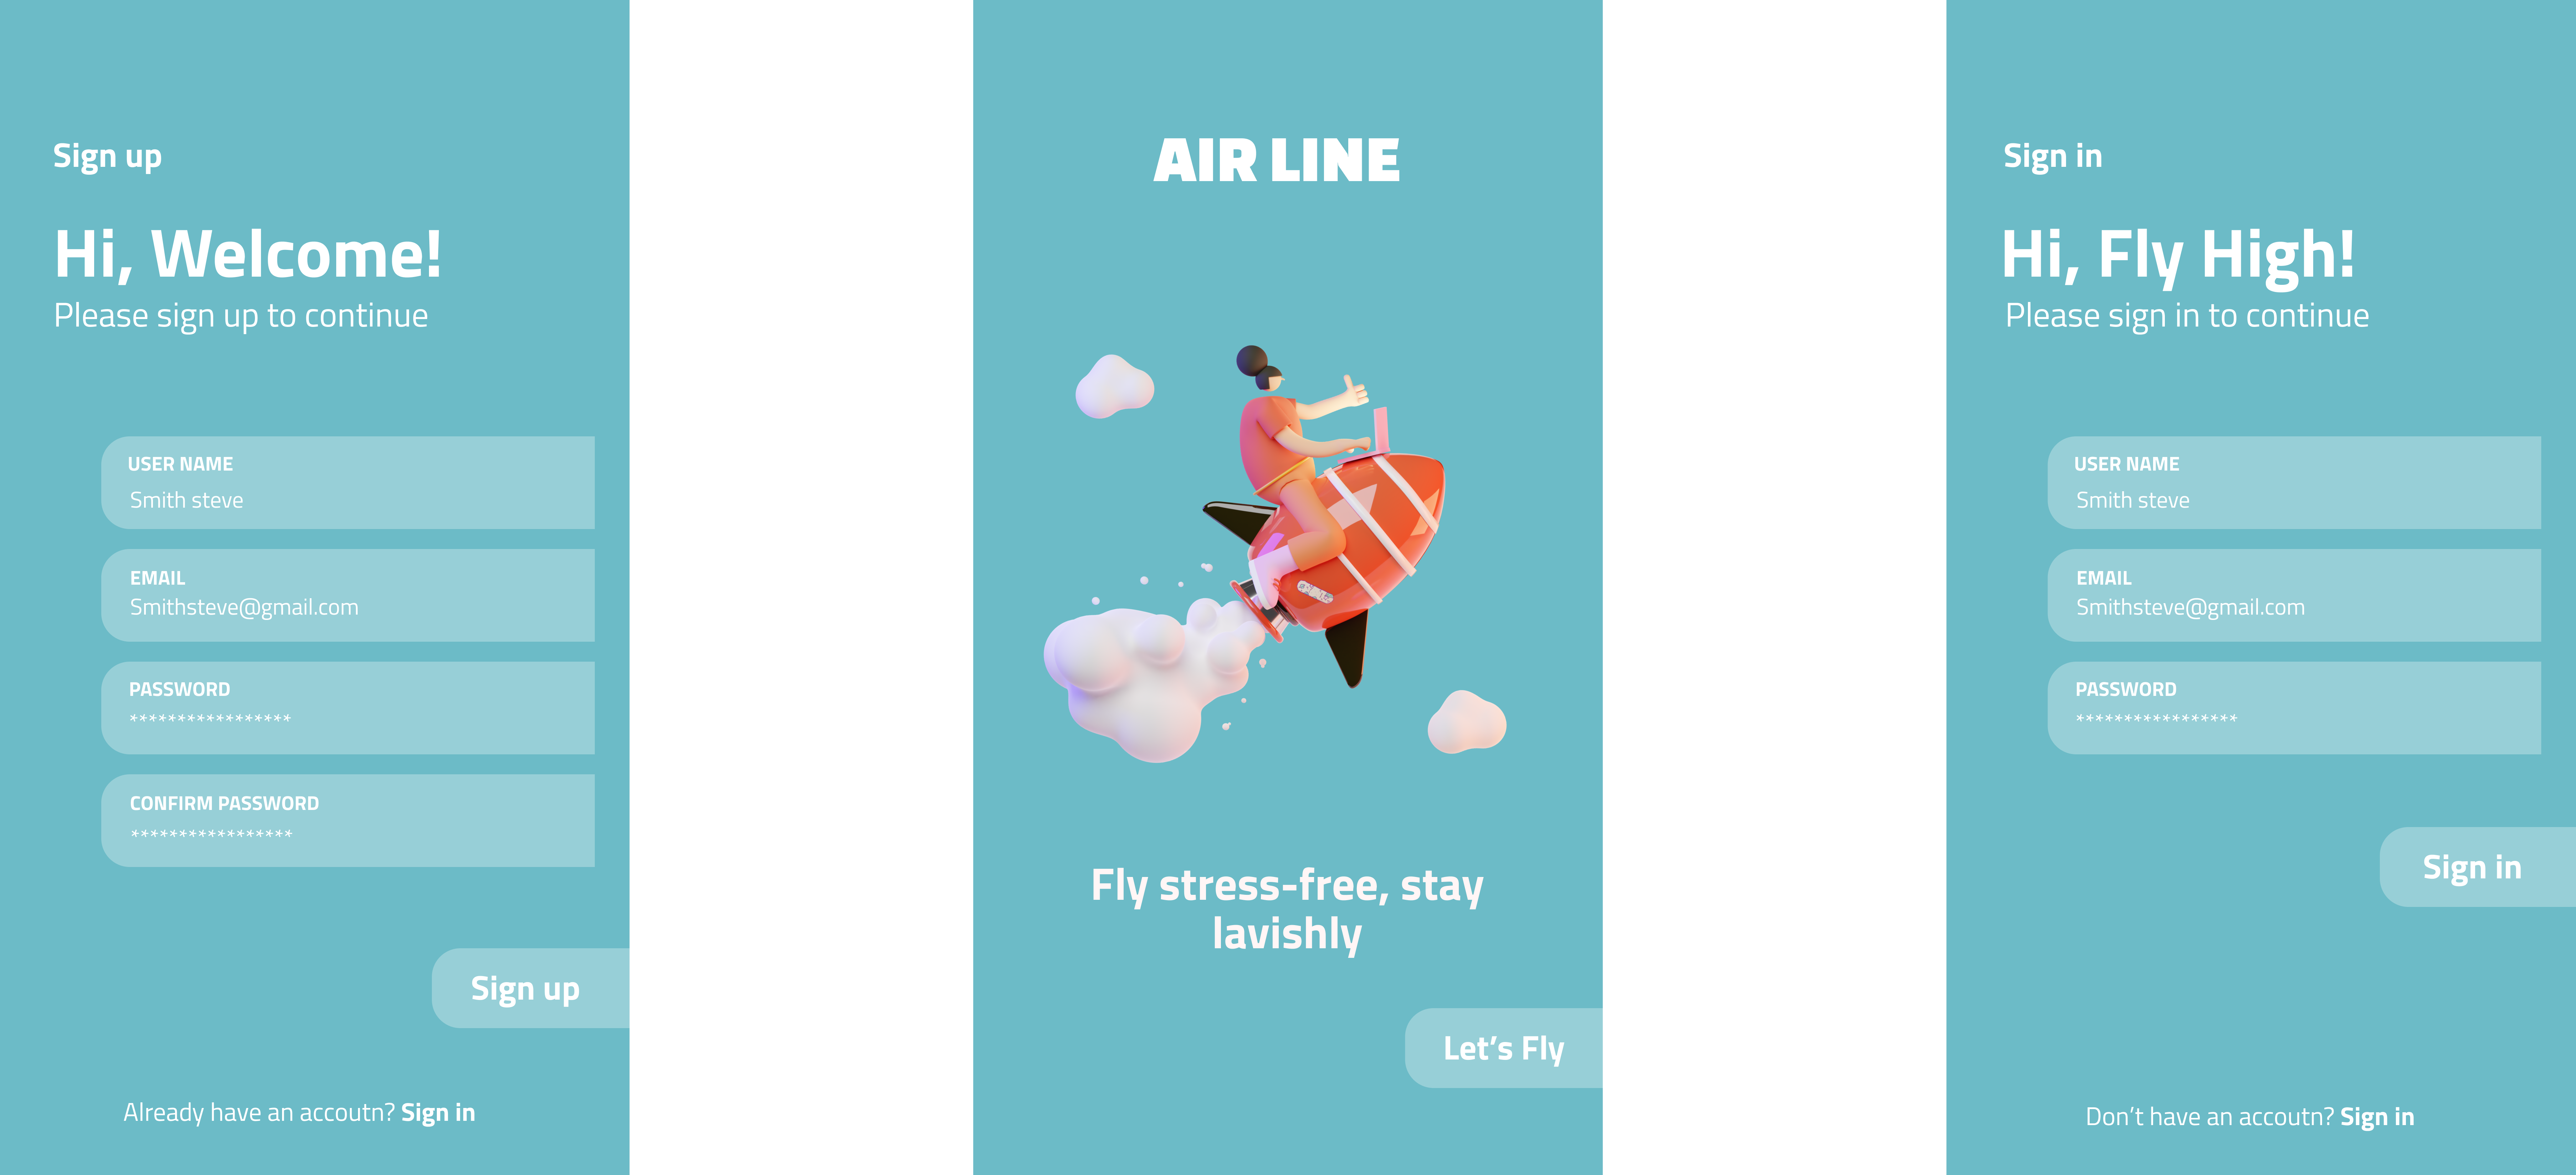 Sign up
Hi, Welcome!
Please sign up to continue
USER NAME
Smith steve
EMAIL
Smithsteve@gmail.com
PASSWORD
*****************
CONFIRM PASSWORD
*****************
Sign up
Already have an accoutn? Sign in
AIR LINE
Fly stress-free, stay
lavishly
Let’s Fly
Sign in
Hi, Fly High!
Please sign in to continue
USER NAME
Smith steve
EMAIL
Smithsteve@gmail.com
PASSWORD
*****************
Sign in
Don’t have an accoutn? Sign in